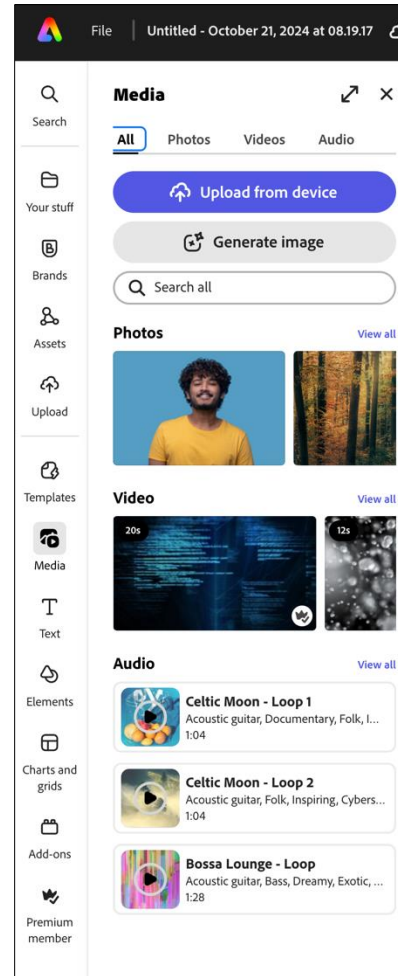 File
Untitled - October 21, 2024 at 08.19.17
Search
Your stuff
Brands
Assets
Upload
Templates
Media
Text
Elements
Charts and
grids
Add-ons
Premium
member
Media
All Photos Videos Audio
Upload from device
Generate image
Search all
Photos View all
Video View all
20s
12s
Audio View all
Celtic Moon - Loop 1
Acoustic guitar, Documentary, Folk, I...
1:04
Celtic Moon - Loop 2
Acoustic guitar, Folk, Inspiring, Cybers...
1:04
Bossa Lounge - Loop
Acoustic guitar, Bass, Dreamy, Exotic, ...
1:28